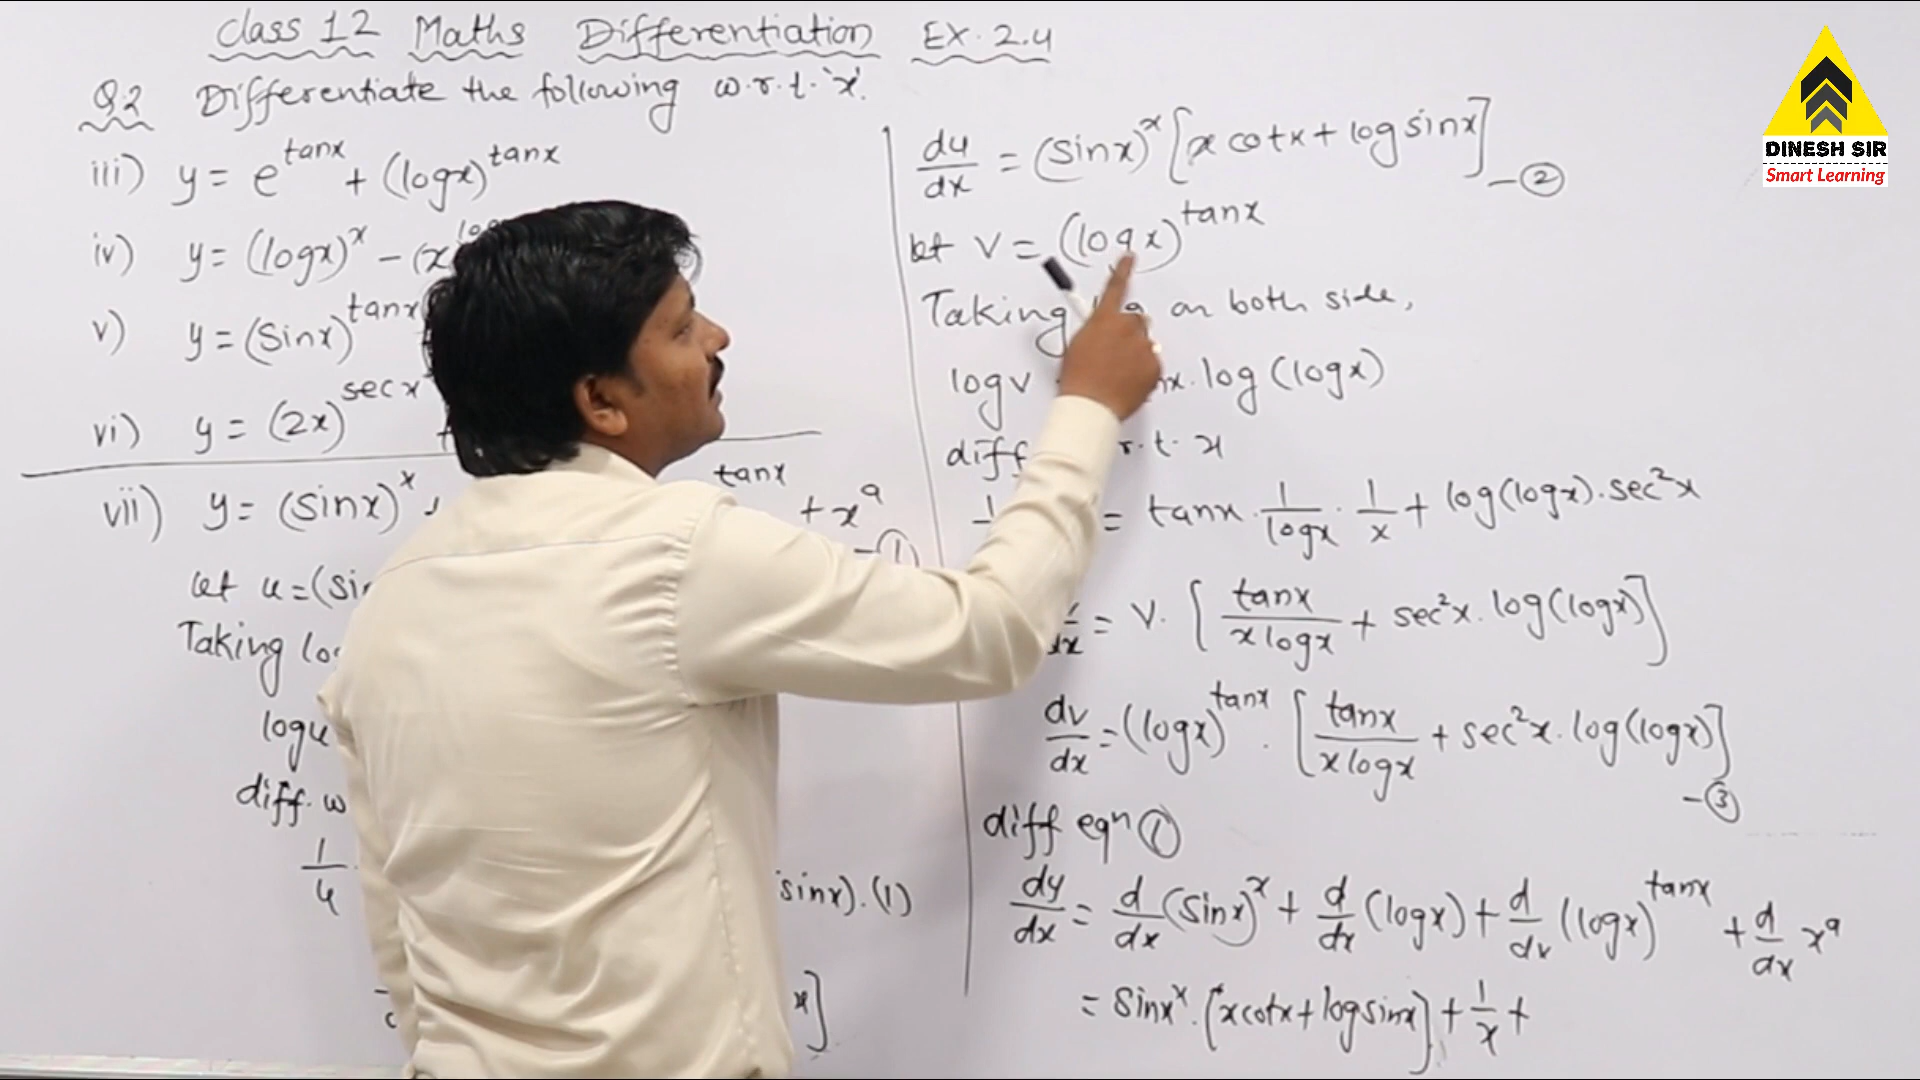 Class 12 Maths Differentiation EX. 2.4
Q.2 Differentiate the following w.r.t. 'x'.
iii) y = e^tanx + (logx)^tanx
iv) y = (logx)^x - (x
v) y = (sinx)^tanx
vi) y = (2x)^secx
vii) y = (sinx)^x tanx + x^a
- ①
let u =
Taking
logu
diff. w
1/u sinx).(1)
x]
du/dx = (sinx)^x [x cotx + log sinx] - ②
let v = (logx)^tanx
Taking on both side,
logv .log(logx)
diff r.t. x
= tanx . 1/logx . 1/x + log(logx).sec²x
= v. [tanx/xlogx + sec²x. log(logx)]
dv/dx = (logx)^tanx . [tanx/xlogx + sec²x. log(logx)]
- ③
diff eqn ①
dy/dx = d/dx (sinx)^x + d/dx (logx) + d/dx (logx)^tanx + d/dx x^a
= sinx^x. [xcotx + logsinx] + 1/x +
DINESH SIR
Smart Learning